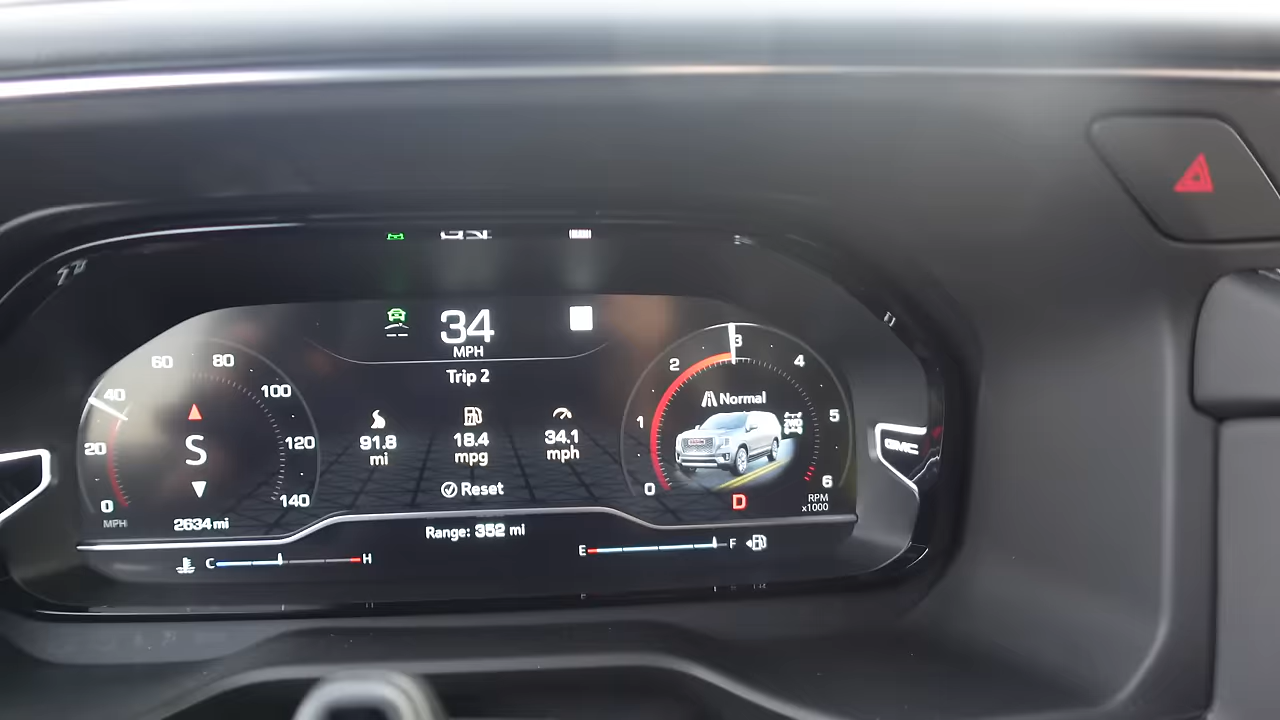 34
MPH
Trip 2
60 80
40 100
20 120
0 140
MPH
S
2634 mi
91.8
mi
18.4
mpg
34.1
mph
Reset
Range: 352 mi
C H
E F
3
2 4
1 5
0 6
Normal
D
RPM
x1000
GMC